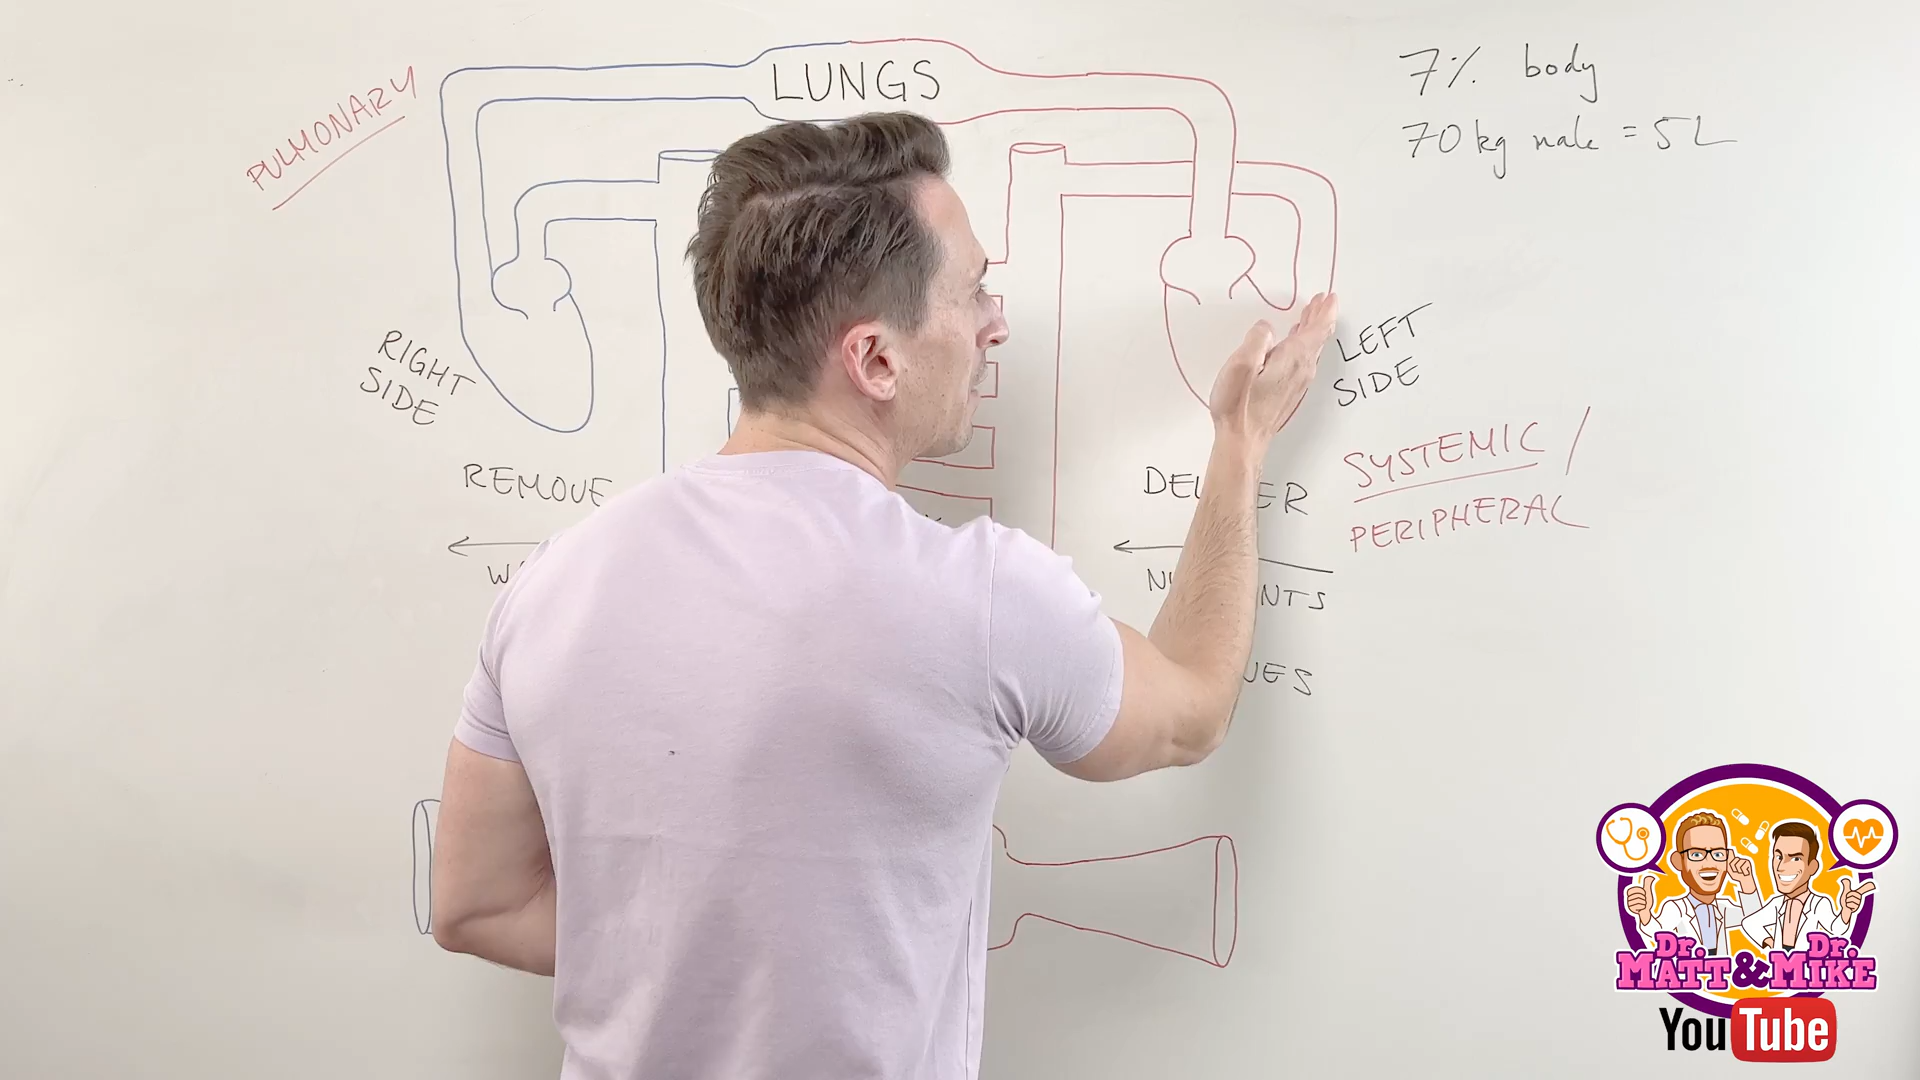 LUNGS
7% body
70 kg male = 5 L
PULMONARY
RIGHT
SIDE
LEFT
SIDE
SYSTEMIC /
PERIPHERAL
REMOVE
Dr. Dr.
MATT & MIKE
YouTube